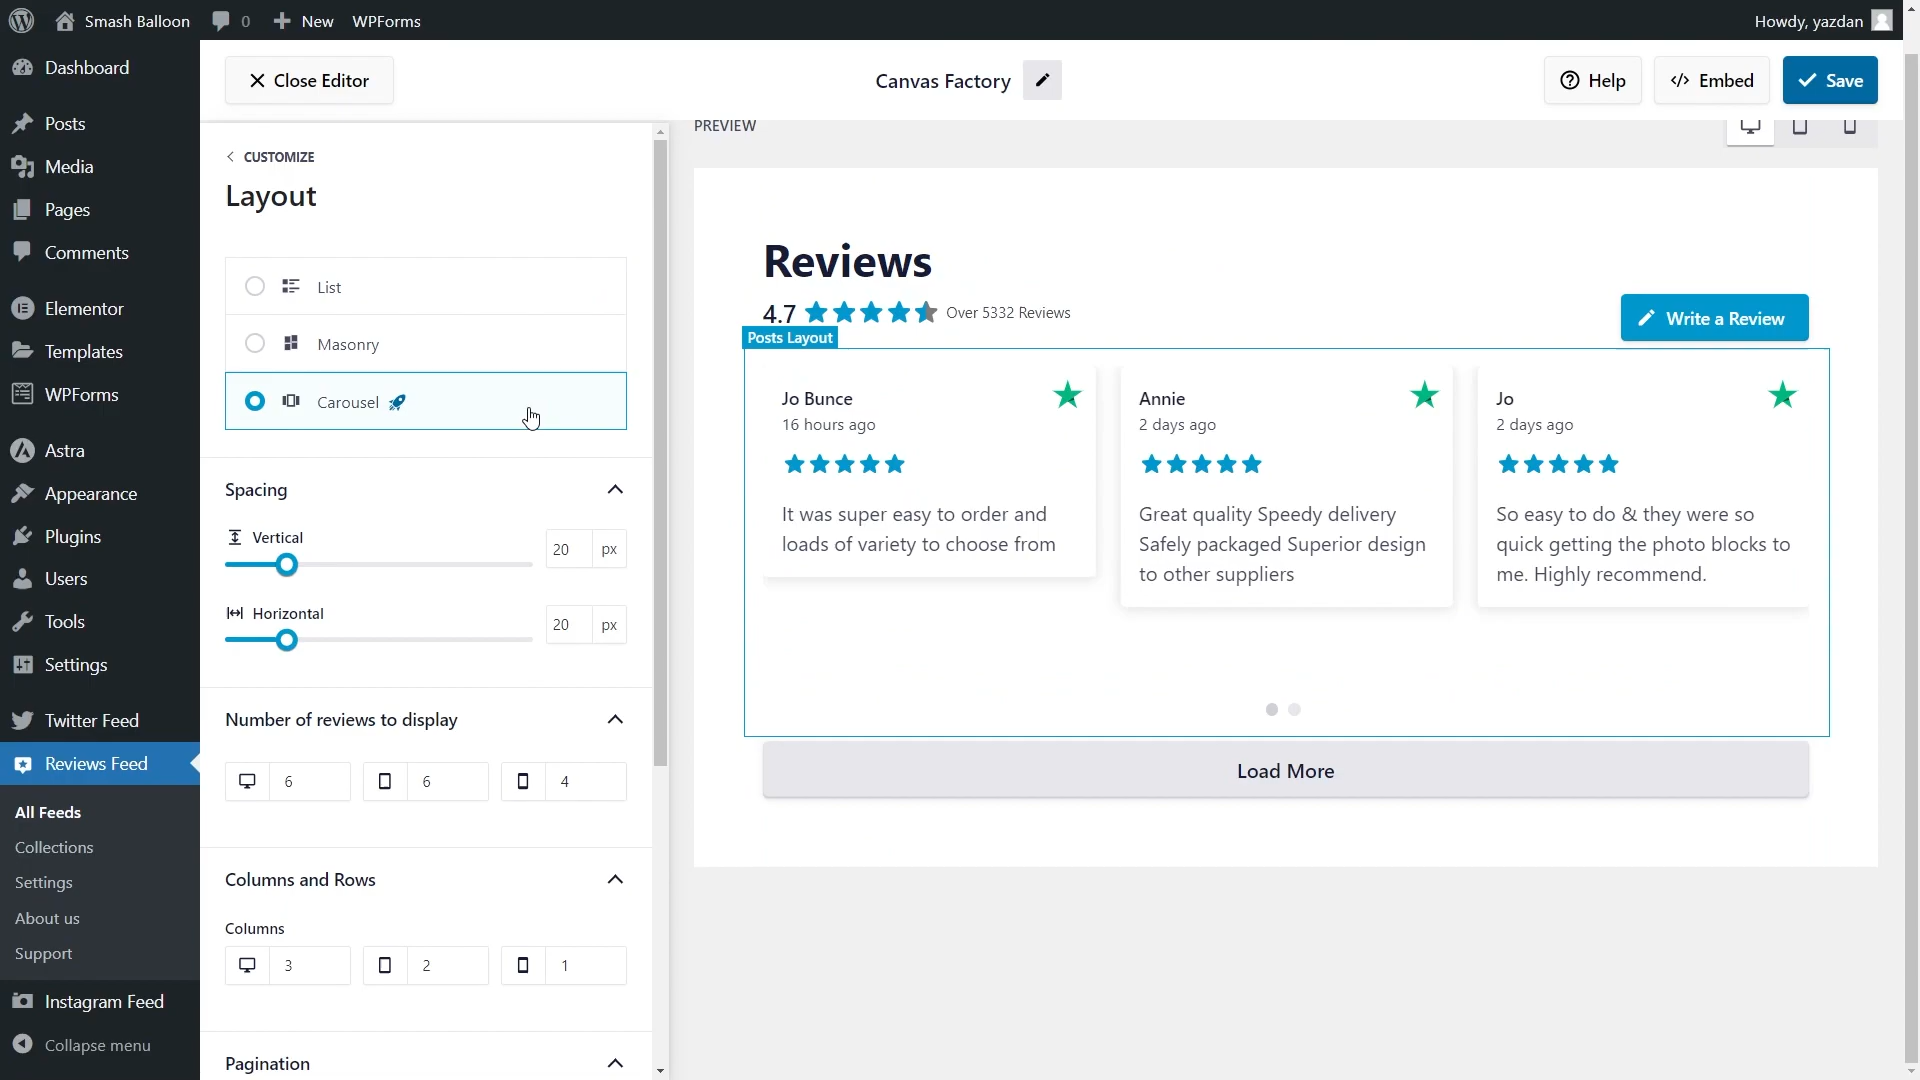 Smash Balloon
0
New
WPForms
Howdy, yazdan
Dashboard
Posts
Media
Pages
Comments
Elementor
Templates
WPForms
Astra
Appearance
Plugins
Users
Tools
Settings
Twitter Feed
Reviews Feed
All Feeds
Collections
Settings
About us
Support
Instagram Feed
Collapse menu
Close Editor
Canvas Factory
Help
Embed
Save
CUSTOMIZE
Layout
List
Masonry
Carousel
Spacing
Vertical
20 px
Horizontal
20 px
Number of reviews to display
6 6 4
Columns and Rows
Columns
3 2 1
Pagination
PREVIEW
Reviews
4.7 Over 5332 Reviews
Write a Review
Posts Layout
Jo Bunce
16 hours ago
It was super easy to order and
loads of variety to choose from
Annie
2 days ago
Great quality Speedy delivery
Safely packaged Superior design
to other suppliers
Jo
2 days ago
So easy to do & they were so
quick getting the photo blocks to
me. Highly recommend.
Load More